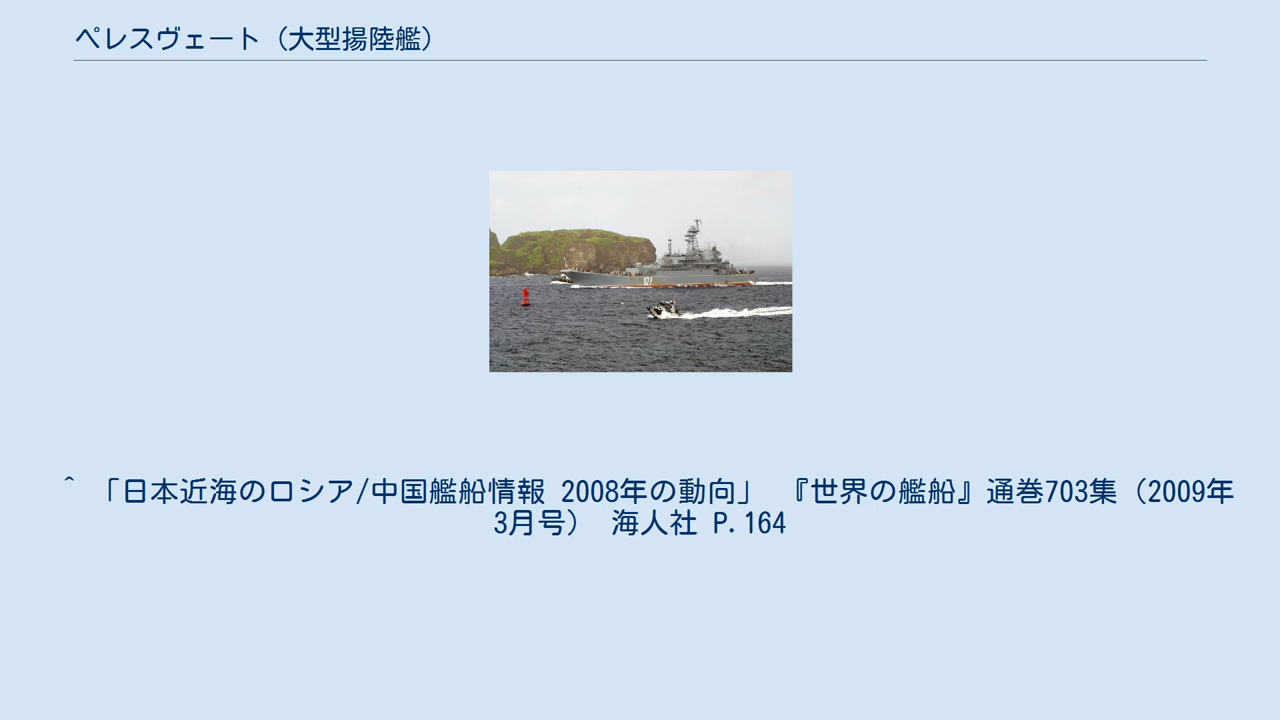 ペレスヴェート（大型揚陸艦）
077
^ 「日本近海のロシア/中国艦船情報 2008年の動向」 『世界の艦船』通巻703集（2009年
3月号） 海人社 P.164